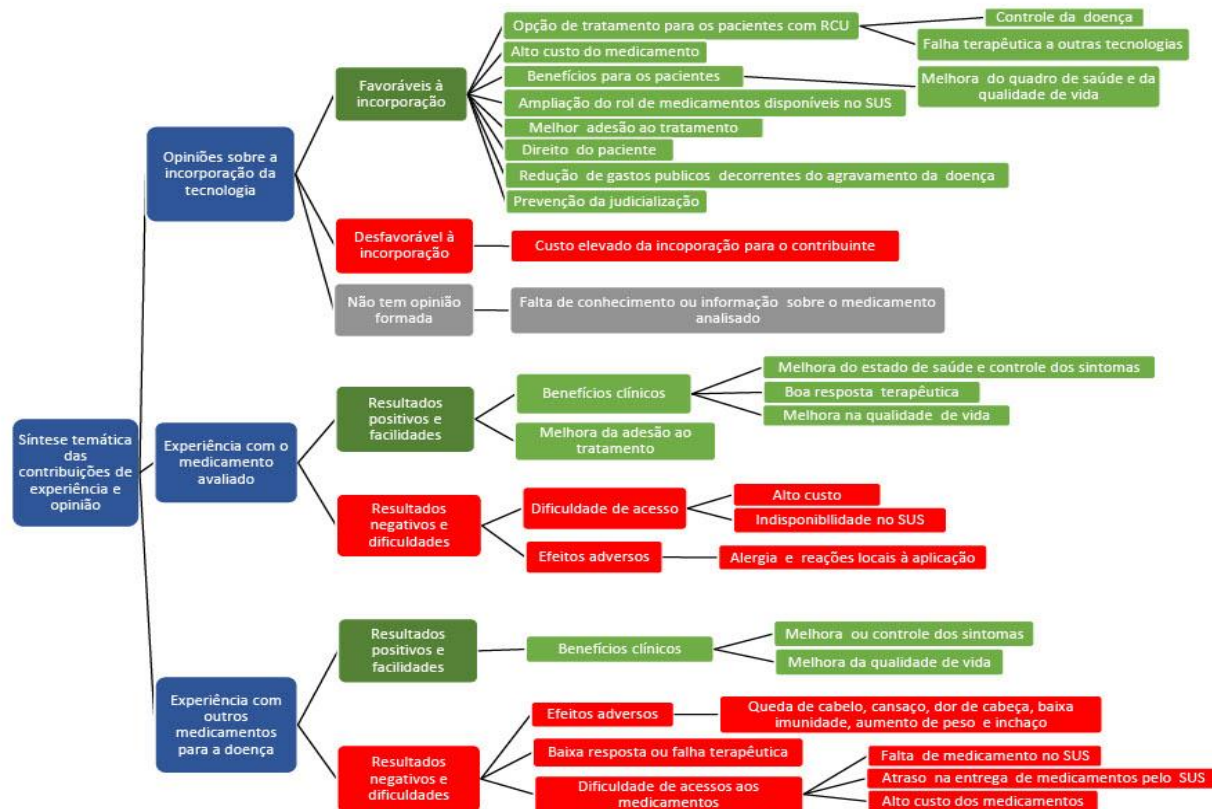 Síntese temática
das
contribuições de
experiência e
opinião
Opiniões sobre a
incorporação da
tecnologia
Favoráveis à
incorporação
Opção de tratamento para os pacientes com RCU
Controle da doença
Falha terapêutica a outras tecnologias
Alto custo do medicamento
Benefícios para os pacientes
Melhora do quadro de saúde e da
qualidade de vida
Ampliação do rol de medicamentos disponíveis no SUS
Melhor adesão ao tratamento
Direito do paciente
Redução de gastos publicos decorrentes do agravamento da doença
Prevenção da judicialização
Desfavorável à
incorporação
Custo elevado da incoporação para o contribuinte
Não tem opinião
formada
Falta de conhecimento ou informação sobre o medicamento
analisado
Experiência com o
medicamento
avaliado
Resultados
positivos e
facilidades
Benefícios clínicos
Melhora do estado de saúde e controle dos sintomas
Boa resposta terapêutica
Melhora na qualidade de vida
Melhora da adesão ao
tratamento
Resultados
negativos e
dificuldades
Dificuldade de acesso
Alto custo
Indisponibllidade no SUS
Efeitos adversos
Alergia e reações locais à aplicação
Experiência com
outros
medicamentos
para a doença
Resultados
positivos e
facilidades
Benefícios clínicos
Melhora ou controle dos sintomas
Melhora da qualidade de vida
Resultados
negativos e
dificuldades
Efeitos adversos
Queda de cabelo, cansaço, dor de cabeça, baixa
imunidade, aumento de peso e inchaço
Baixa resposta ou falha terapêutica
Dificuldade de acessos aos
medicamentos
Falta de medicamento no SUS
Atraso na entrega de medicamentos pelo SUS
Alto custo dos medicamentos